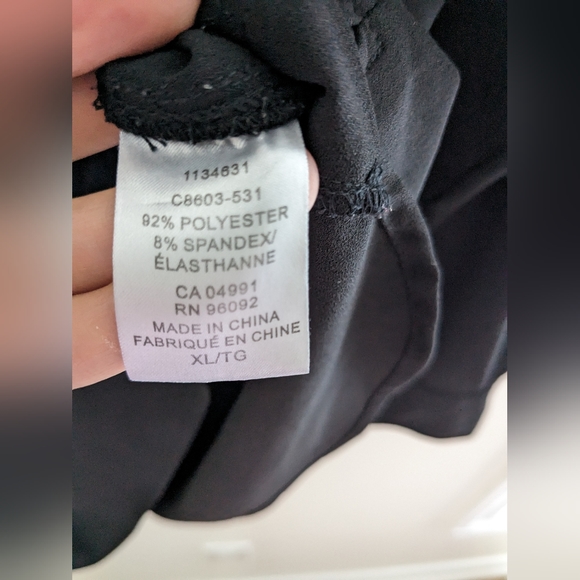 1134631
C8603-531
92% POLYESTER
8% SPANDEX/
ÉLASTHANNE
CA 04991
RN 96092
MADE IN CHINA
FABRIQUÉ EN CHINE
XL/TG